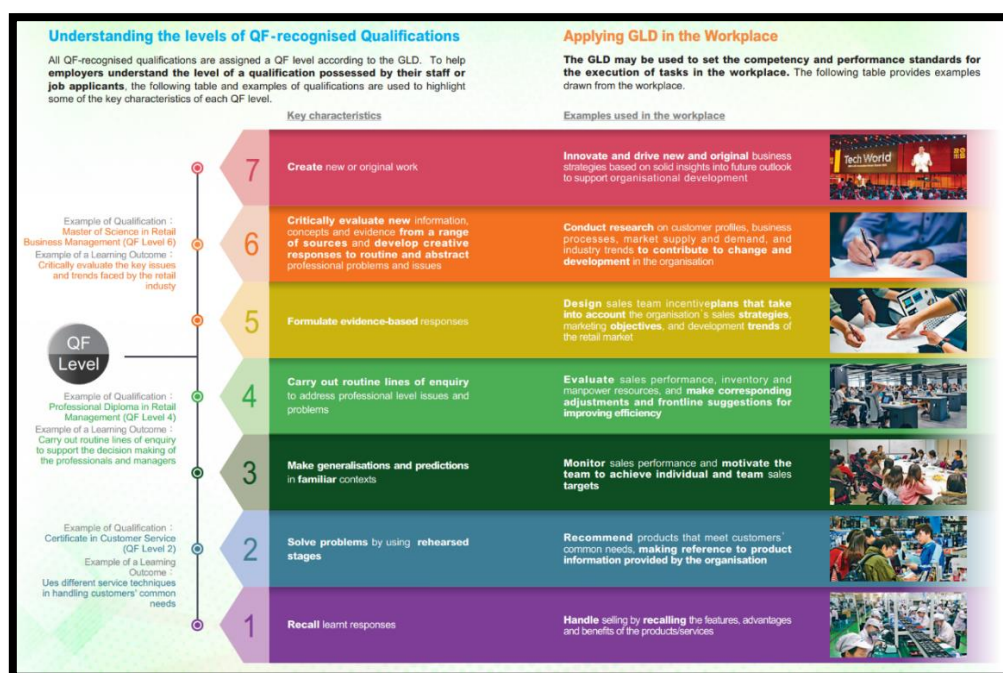 Understanding the levels of QF-recognised Qualifications
All QF-recognised qualifications are assigned a QF level according to the GLD. To help
employers understand the level of a qualification possessed by their staff or
job applicants, the following table and examples of qualifications are used to highlight
some of the key characteristics of each QF level.
Applying GLD in the Workplace
The GLD may be used to set the competency and performance standards for
the execution of tasks in the workplace. The following table provides examples
drawn from the workplace.
Key characteristics
Examples used in the workplace
7
Create new or original work
Innovate and drive new and original business
strategies based on solid insights into future outlook
to support organisational development
Tech World
Example of Qualification :
Master of Science in Retail
Business Management (QF Level 6)
Example of a Learning Outcome :
Critically evaluate the key issues
and trends faced by the retail
industy
6
Critically evaluate new information,
concepts and evidence from a range
of sources and develop creative
responses to routine and abstract
professional problems and issues
Conduct research on customer profiles, business
processes, market supply and demand, and
industry trends to contribute to change and
development in the organisation
5
Formulate evidence-based responses
Design sales team incentiveplans that take
into account the organisation`s sales strategies,
marketing objectives, and development trends of
the retail market
QF
Level
Example of Qualification :
Professional Diploma in Retail
Management (QF Level 4)
Example of a Learning Outcome :
Carry out routine lines of enquiry
to support the decision making of
the professionals and managers
4
Carry out routine lines of enquiry
to address professional level issues and
problems
Evaluate sales performance, inventory and
manpower resources, and make corresponding
adjustments and frontline suggestions for
improving efficiency
3
Make generalisations and predictions
in familiar contexts
Monitor sales performance and motivate the
team to achieve individual and team sales
targets
Example of Qualification :
Certificate in Customer Service
(QF Level 2)
Example of a Learning
Outcome :
Ues different service techniques
in handling customers' common
needs
2
Solve problems by using rehearsed
stages
Recommend products that meet customers`
common needs, making reference to product
information provided by the organisation
1
Recall learnt responses
Handle selling by recalling the features, advantages
and benefits of the products/services